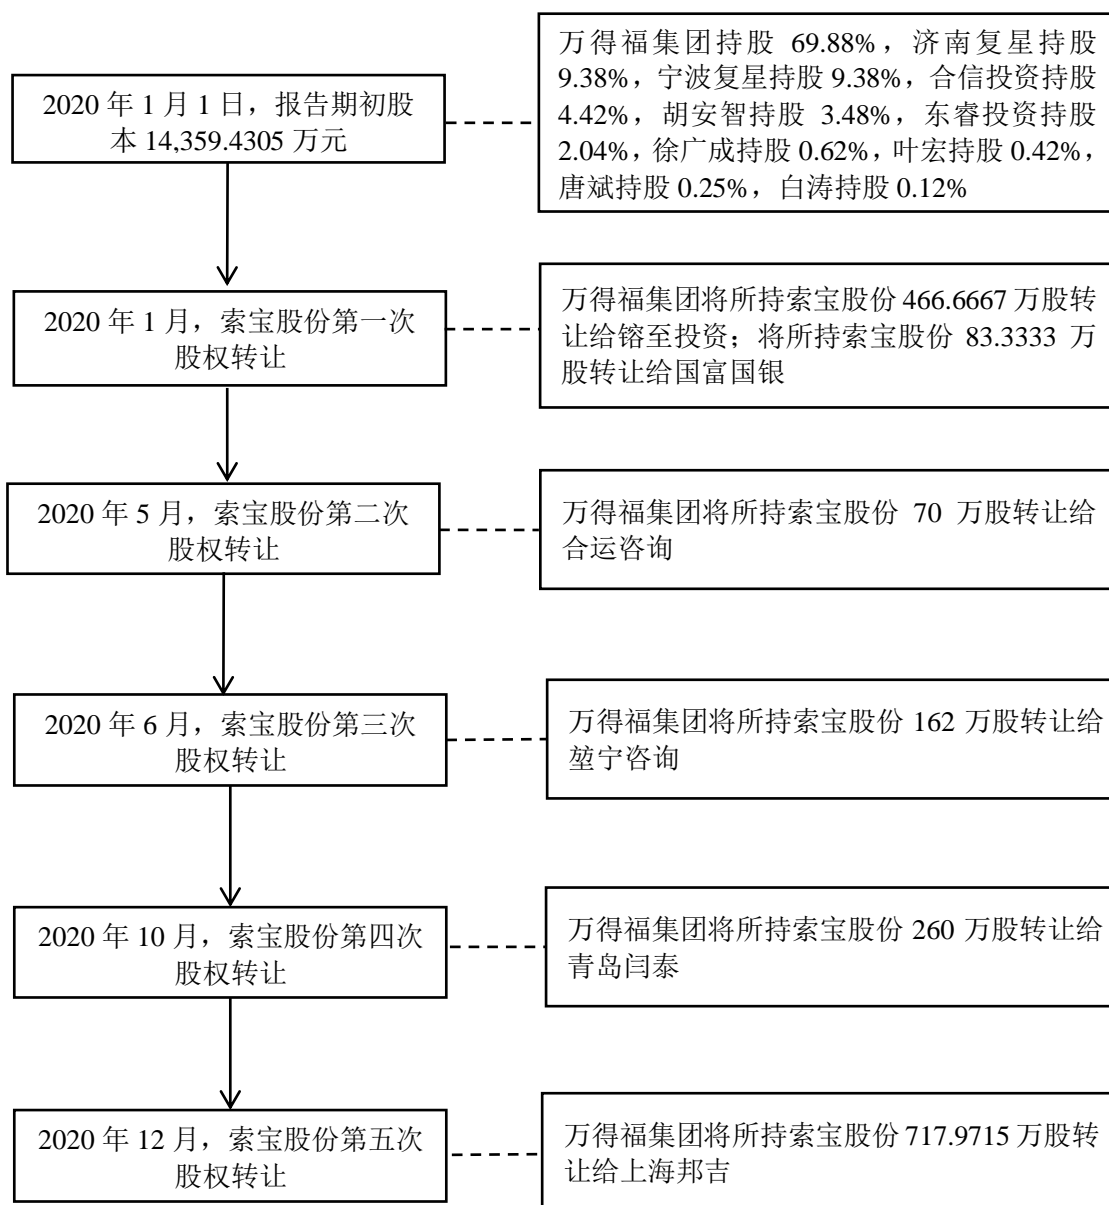 2020 年 1 月 1 日，报告期初股
本 14,359.4305 万元
万得福集团持股 69.88%，济南复星持股
9.38%，宁波复星持股 9.38%，合信投资持股
4.42%，胡安智持股 3.48%，东睿投资持股
2.04%，徐广成持股 0.62%，叶宏持股 0.42%，
唐斌持股 0.25%，白涛持股 0.12%
2020 年 1 月，索宝股份第一次
股权转让
万得福集团将所持索宝股份 466.6667 万股转
让给镕至投资；将所持索宝股份 83.3333 万
股转让给国富国银
2020 年 5 月，索宝股份第二次
股权转让
万得福集团将所持索宝股份 70 万股转让给
合运咨询
2020 年 6 月，索宝股份第三次
股权转让
万得福集团将所持索宝股份 162 万股转让给
堃宁咨询
2020 年 10 月，索宝股份第四次
股权转让
万得福集团将所持索宝股份 260 万股转让给
青岛闫泰
2020 年 12 月，索宝股份第五次
股权转让
万得福集团将所持索宝股份 717.9715 万股转
让给上海邦吉